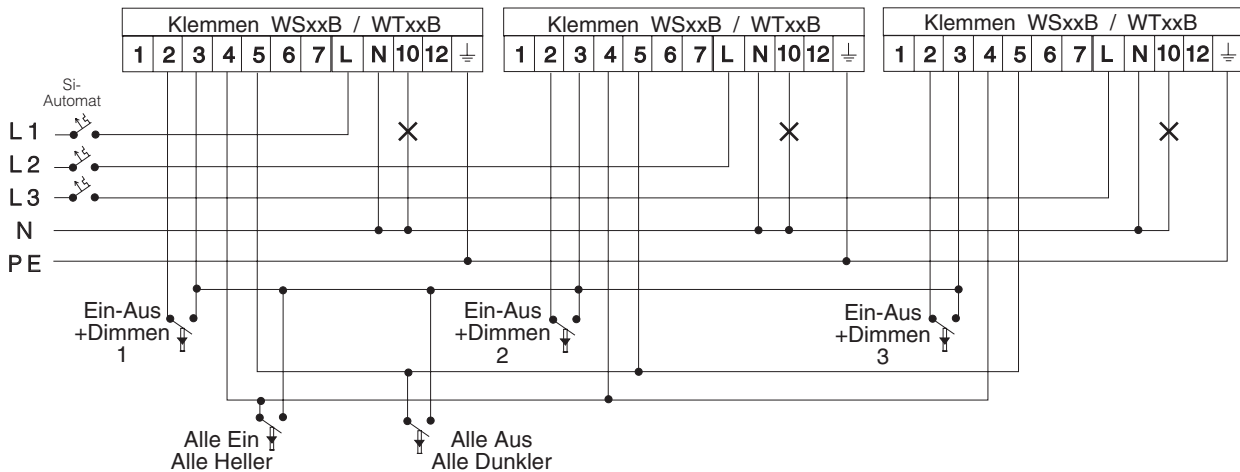 Klemmen WSxxB / WTxxB
1 2 3 4 5 6 7 L N 10 12 ⏚
Klemmen WSxxB / WTxxB
1 2 3 4 5 6 7 L N 10 12 ⏚
Klemmen WSxxB / WTxxB
1 2 3 4 5 6 7 L N 10 12 ⏚
Si-
Automat
L1
L2
L3
N
PE
Ein-Aus
+Dimmen
1
Ein-Aus
+Dimmen
2
Ein-Aus
+Dimmen
3
Alle Ein
Alle Heller
Alle Aus
Alle Dunkler